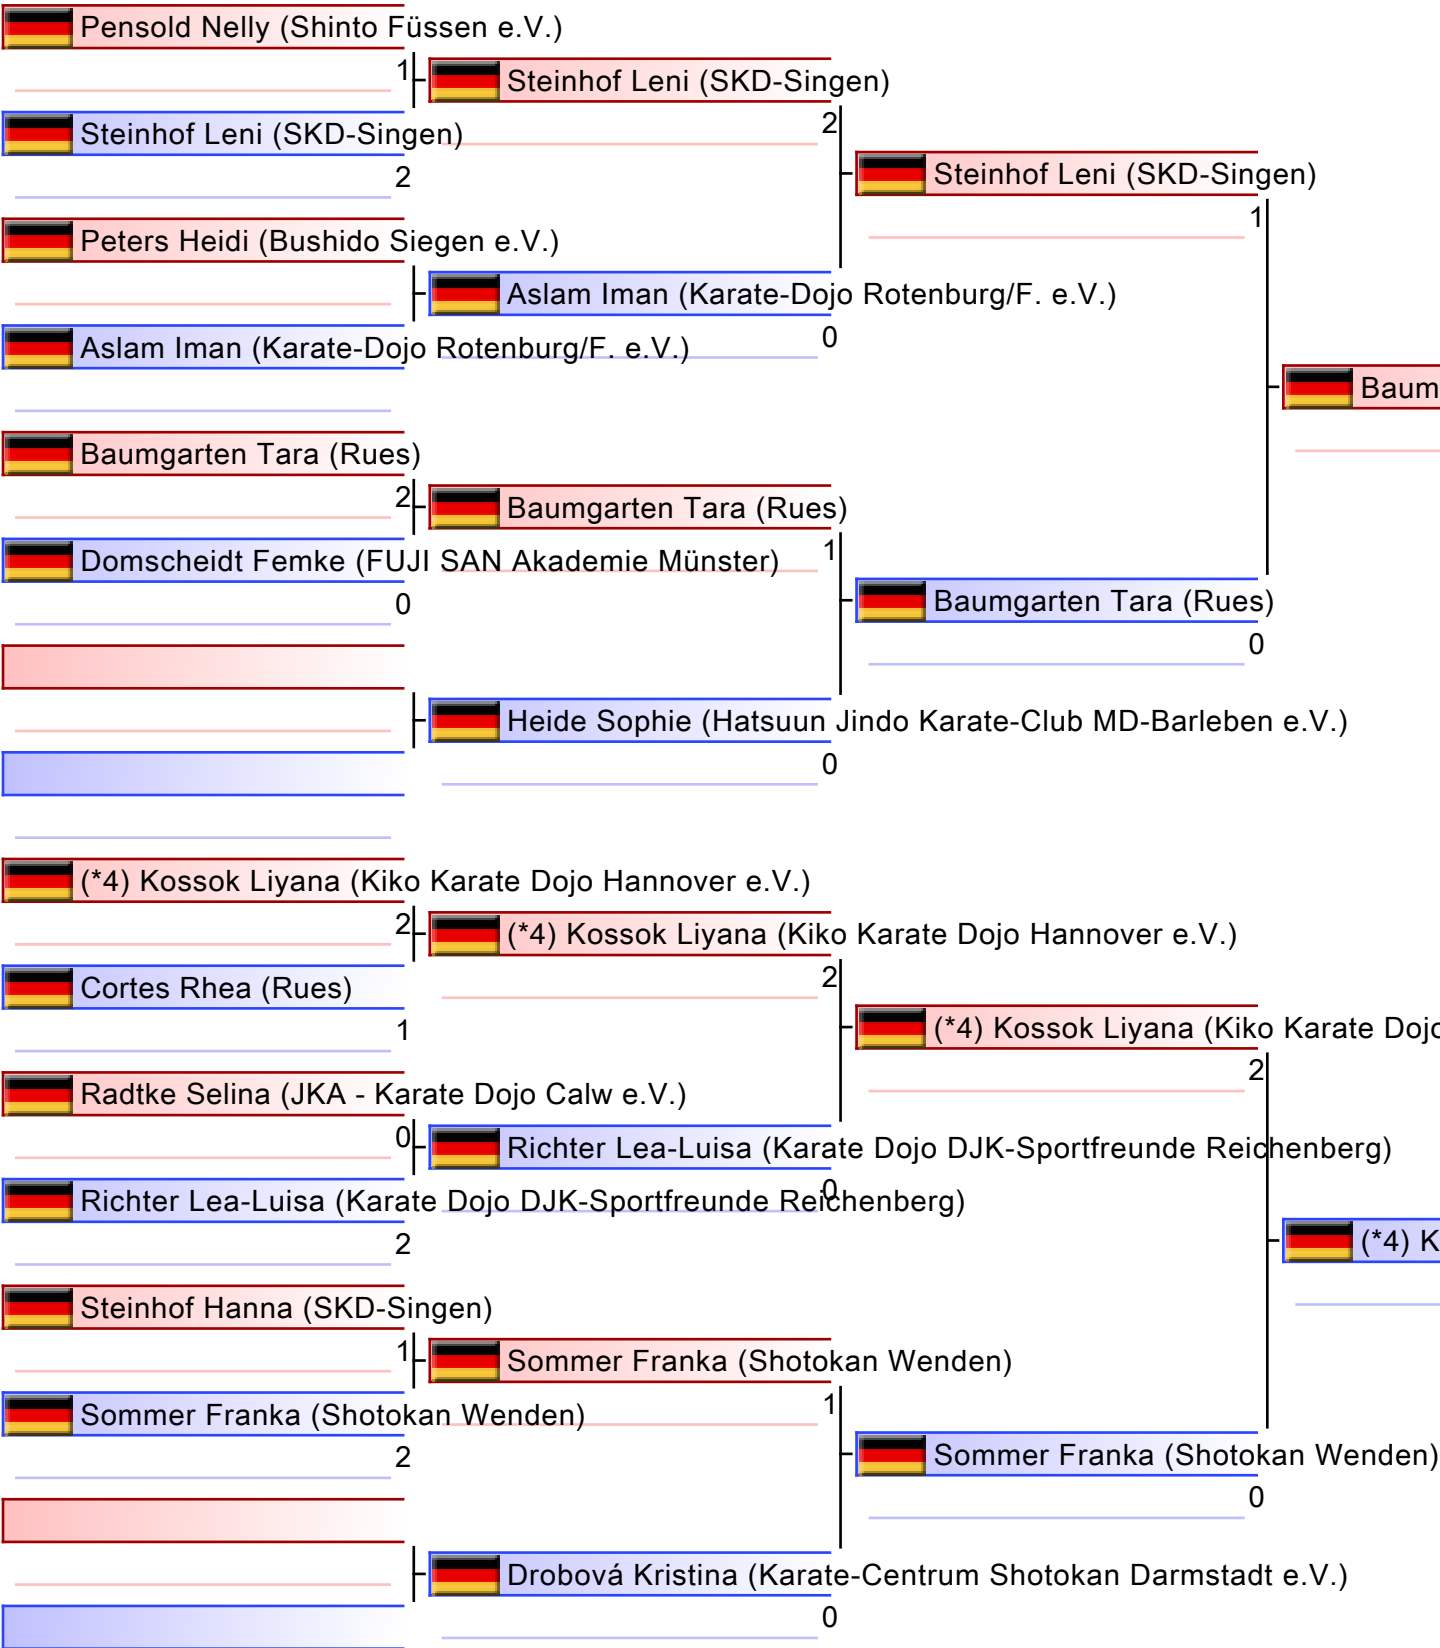 Pensold Nelly (Shinto Füssen e.V.)
1
Steinhof Leni (SKD-Singen)
Steinhof Leni (SKD-Singen)
2
2
Steinhof Leni (SKD-Singen)
1
Peters Heidi (Bushido Siegen e.V.)
Aslam Iman (Karate-Dojo Rotenburg/F. e.V.)
0
Aslam Iman (Karate-Dojo Rotenburg/F. e.V.)
Baum
Baumgarten Tara (Rues)
2
Baumgarten Tara (Rues)
1
Domscheidt Femke (FUJI SAN Akademie Münster)
0
Baumgarten Tara (Rues)
0
Heide Sophie (Hatsuun Jindo Karate-Club MD-Barleben e.V.)
0
(*4) Kossok Liyana (Kiko Karate Dojo Hannover e.V.)
2
(*4) Kossok Liyana (Kiko Karate Dojo Hannover e.V.)
2
Cortes Rhea (Rues)
1
(*4) Kossok Liyana (Kiko Karate Dojo
2
Radtke Selina (JKA - Karate Dojo Calw e.V.)
0
Richter Lea-Luisa (Karate Dojo DJK-Sportfreunde Reichenberg)
0
Richter Lea-Luisa (Karate Dojo DJK-Sportfreunde Reichenberg)
2
(*4) K
Steinhof Hanna (SKD-Singen)
1
Sommer Franka (Shotokan Wenden)
1
Sommer Franka (Shotokan Wenden)
2
Sommer Franka (Shotokan Wenden)
0
Drobová Kristina (Karate-Centrum Shotokan Darmstadt e.V.)
0